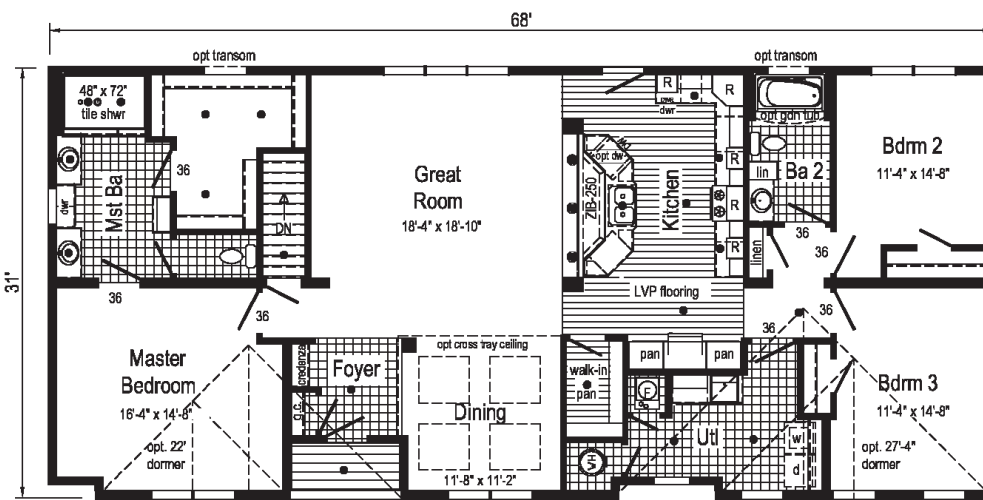 68'
opt transom
opt transom
48" x 72"
tile shwr
R
R
dwr
opt gdn tub
31"
36
Mst Ba
dwr
DN
Great
Room
18'-4" x 18'-10"
opt dw
ZIB-250
Kitchen
R
R
R
lin
Ba 2
Bdrm 2
11'-4" x 14'-8"
linen
36
36
LVP flooring
36
36
36
36
Master
Bedroom
16'-4" x 14'-8"
opt. 22'
dormer
credenza
Foyer
g.c.
opt cross tray ceiling
Dining
11'-8" x 11'-2"
walk-in
pan
pan
pan
F
Utl
WH
w
d
Bdrm 3
11'-4" x 14'-8"
opt. 27'-4"
dormer